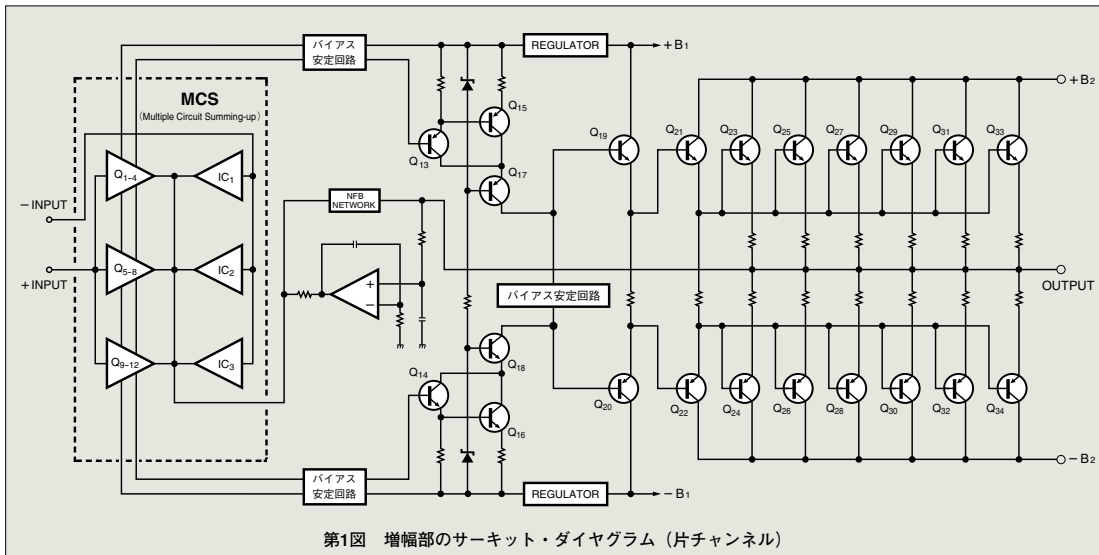 バイアス
安定回路
REGULATOR
+B1
+B2
MCS
(Multiple Circuit Summing-up)
Q15
Q13
Q17
Q19
Q21
Q23
Q25
Q27
Q29
Q31
Q33
Q1-4
IC1
−INPUT
NFB
NETWORK
Q5-8
IC2
+INPUT
+
−
バイアス安定回路
OUTPUT
Q9-12
IC3
Q18
Q14
Q16
Q20
Q22
Q24
Q26
Q28
Q30
Q32
Q34
−B2
バイアス
安定回路
REGULATOR
−B1
第1図 増幅部のサーキット・ダイヤグラム（片チャンネル）